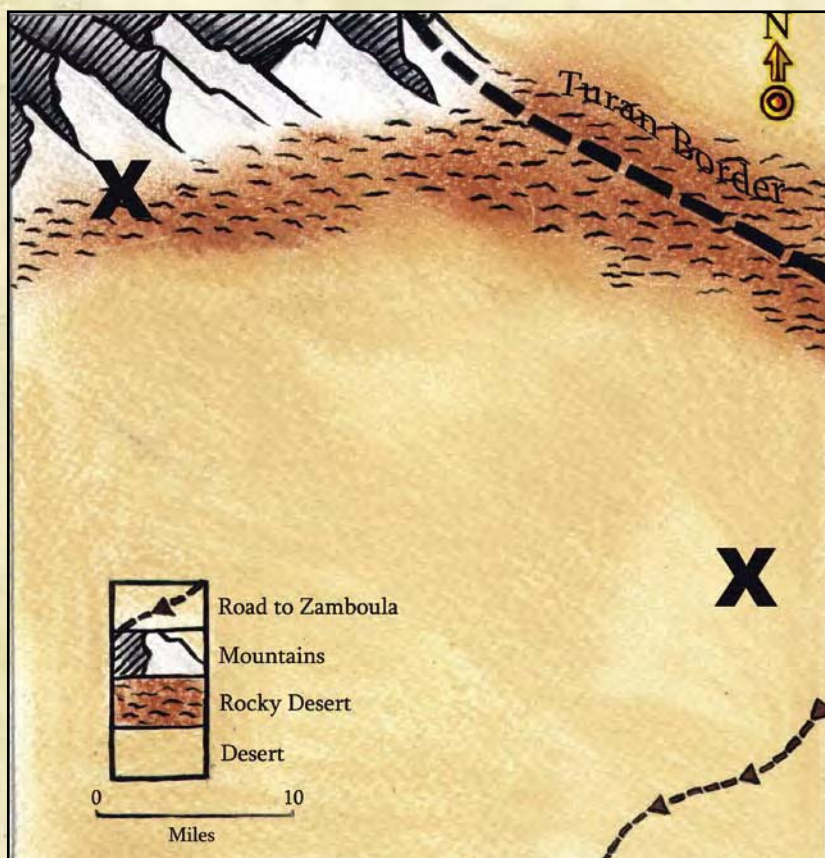 N
Turan Border
X
X
Road to Zamboula
Mountains
Rocky Desert
Desert
0 10
Miles